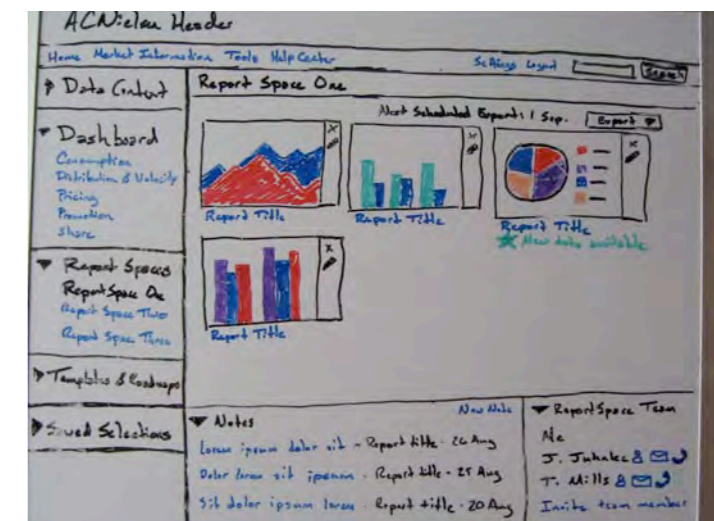 ACNielsen Header
Home Market Information Tools Help Center Settings Logout Search
Data Context
Dashboard
Consumption
Distribution & Velocity
Pricing
Promotion
Share
Report Spaces
Report Space One
Report Space Two
Report Space Three
Templates & Roadmaps
Saved Selections
Report Space One
Next Scheduled Export: 1 Sep. Export
Report Title
Report Title
Report Title
New data available
Report Title
Notes
New Note
Lorem ipsum dolor sit - Report title - 26 Aug
Dolor lorem sit ipsum - Report title - 25 Aug
Sit dolor ipsum lorem - Report title - 20 Aug
Report Space Team
Me
T. Mills
Invite team member